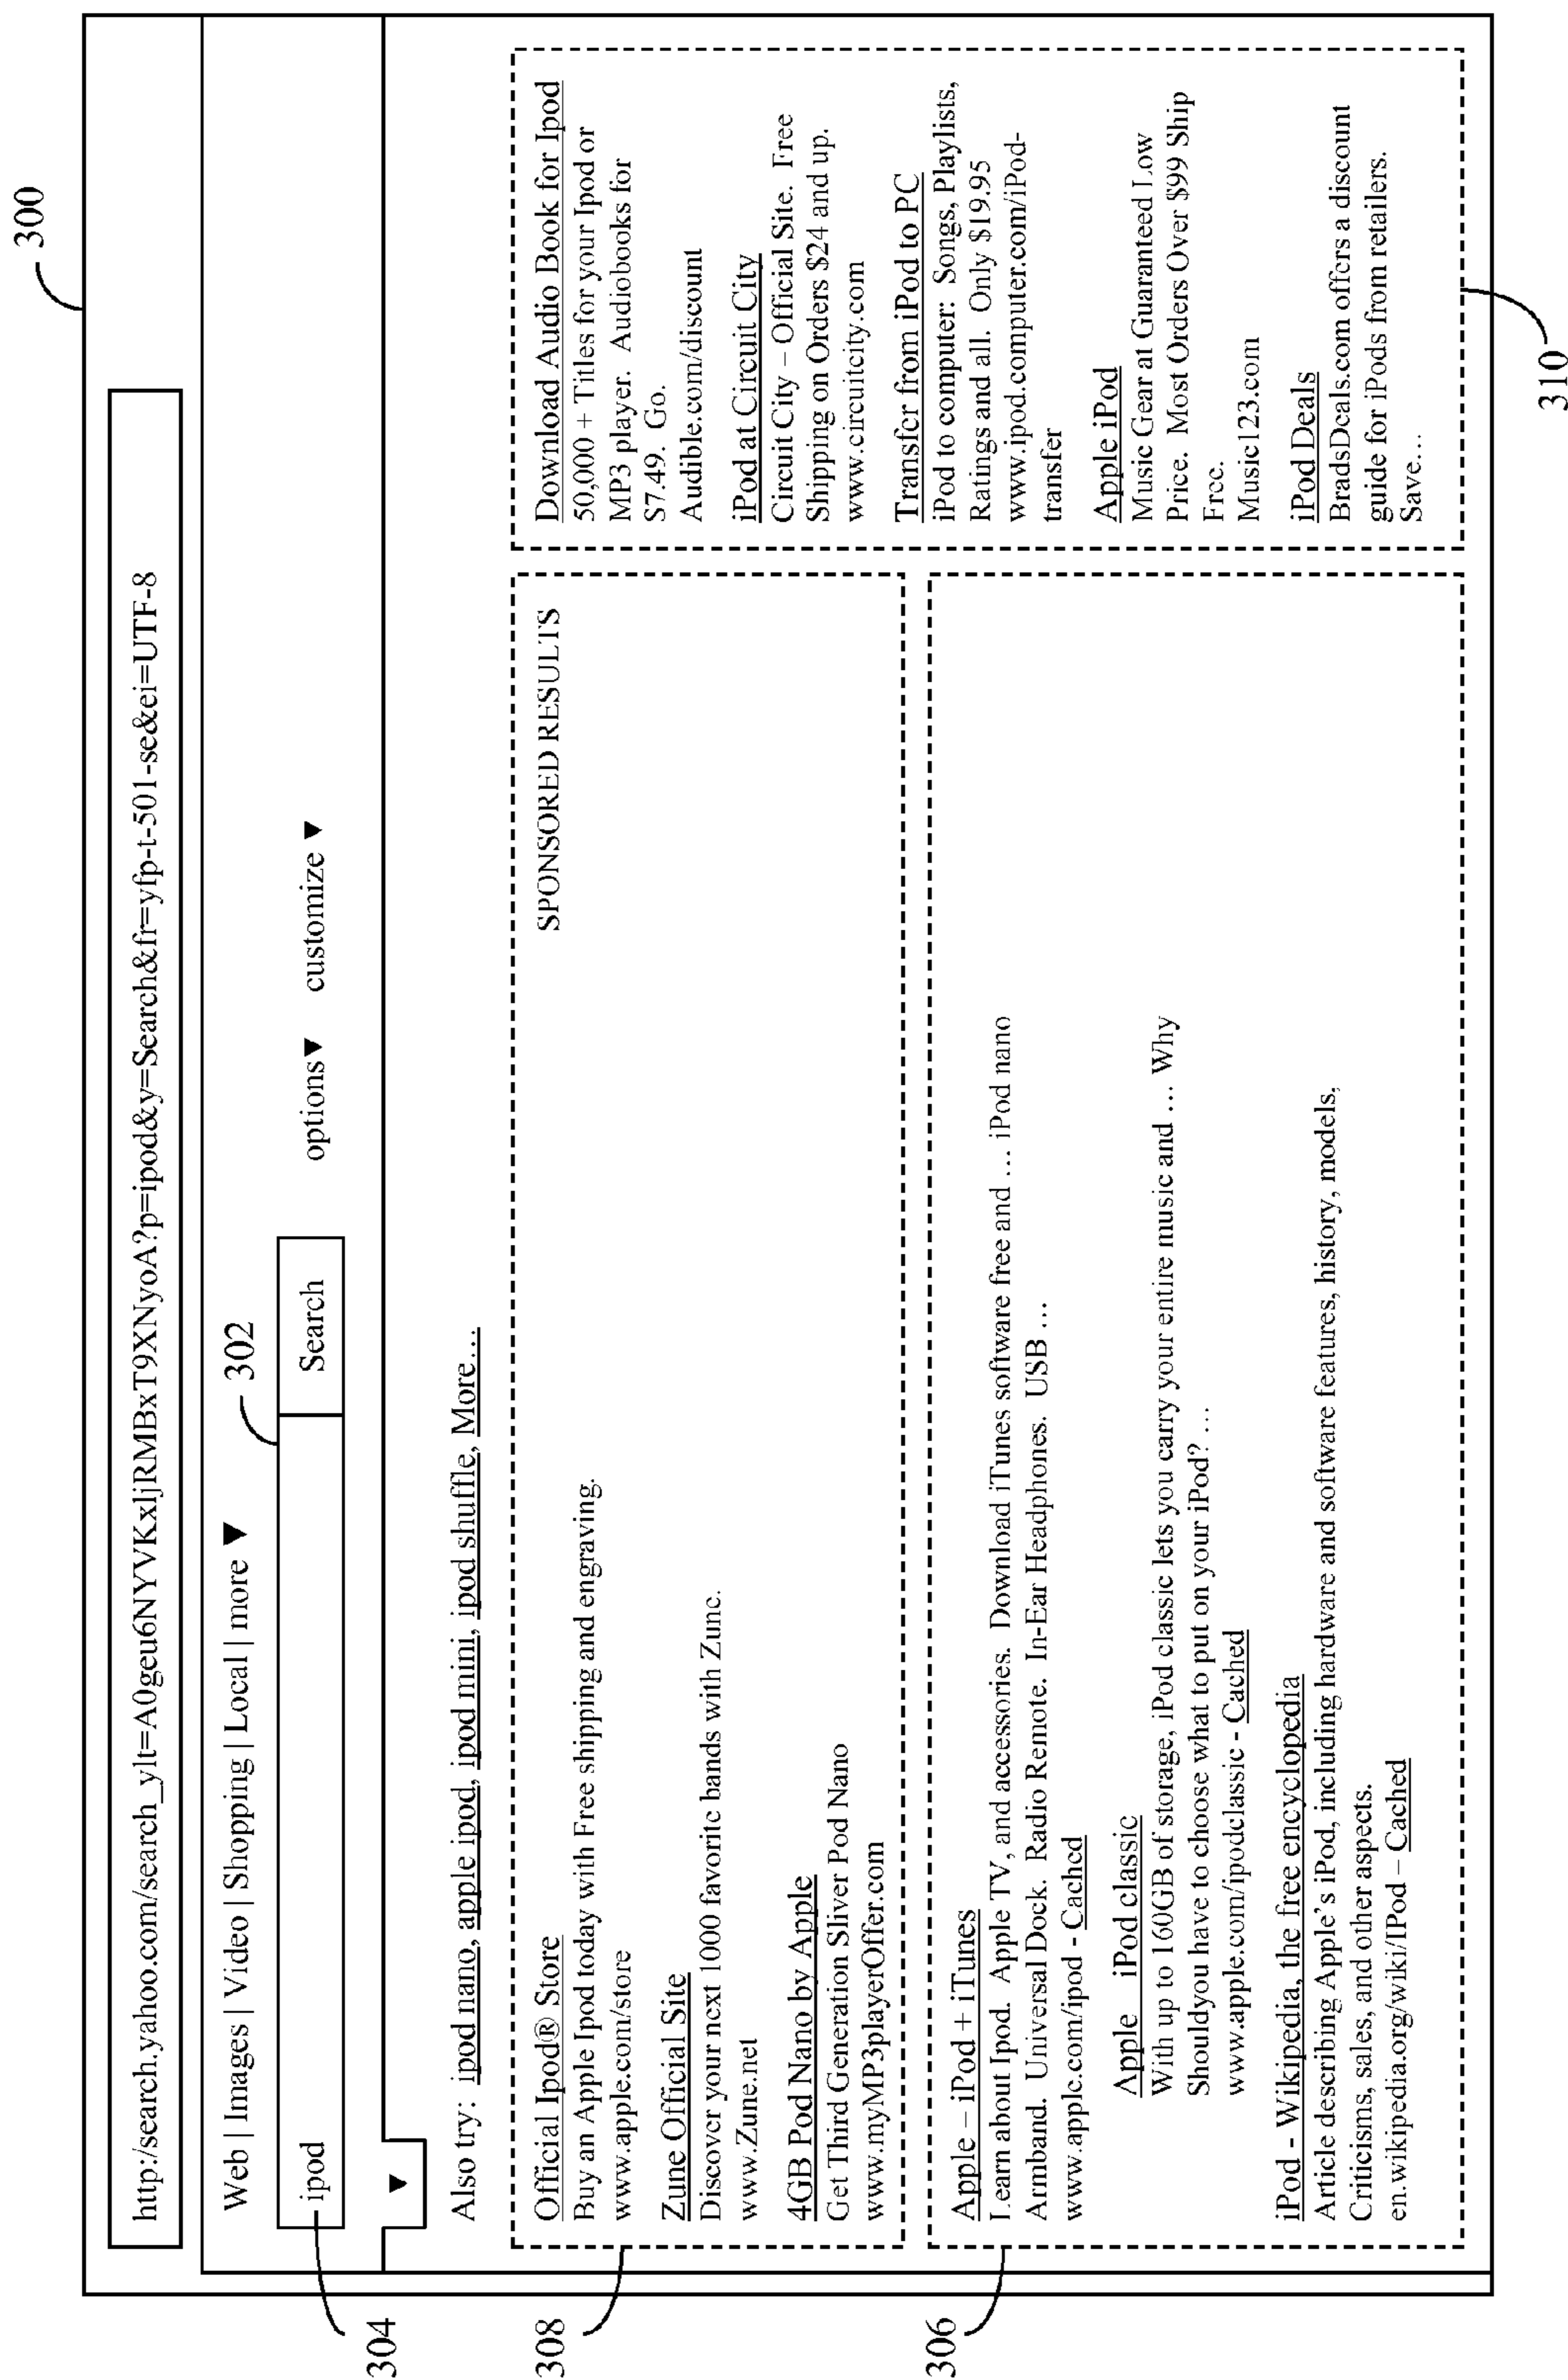 300
http:/search.yahoo.com/search_ylt=A0geu6NYVKxljRMBxT9XNyoA?p=ipod&y=Search&fr=yfp-t-501-se&ei=UTF-8
Web | Images | Video | Shopping | Local | more ▼
302
304
ipod
Search
options▼ customize ▼
▼
Also try: ipod nano, apple ipod, ipod mini, ipod shuffle, More…
308
SPONSORED RESULTS
Official Ipod® Store
Buy an Apple Ipod today with Free shipping and engraving.
www.apple.com/store
Zune Official Site
Discover your next 1000 favorite bands with Zune.
www.Zune.net
4GB Pod Nano by Apple
Get Third Generation Sliver Pod Nano
www.myMP3playerOffer.com
306
Apple – iPod + iTunes
Learn about Ipod. Apple TV, and accessories. Download iTunes software free and … iPod nano
Armband. Universal Dock. Radio Remote. In-Ear Headphones. USB …
www.apple.com/ipod - Cached
Apple iPod classic
With up to 160GB of storage, iPod classic lets you carry your entire music and … Why
Shouldyou have to choose what to put on your iPod? …
www.apple.com/ipodclassic - Cached
iPod - Wikipedia, the free encyclopedia
Article describing Apple's iPod, including hardware and software features, history, models,
Criticisms, sales, and other aspects.
en.wikipedia.org/wiki/IPod – Cached
Download Audio Book for Ipod
50,000 + Titles for your Ipod or
MP3 player. Audiobooks for
$7.49. Go.
Audible.com/discount
iPod at Circuit City
Circuit City – Official Site. Free
Shipping on Orders $24 and up.
www.circuitcity.com
Transfer from iPod to PC
iPod to computer: Songs, Playlists,
Ratings and all. Only $19.95
www.ipod.computer.com/iPod-
transfer
Apple iPod
Music Gear at Guaranteed Low
Price. Most Orders Over $99 Ship
Free.
Music123.com
iPod Deals
BradsDeals.com offers a discount
guide for iPods from retailers.
Save…
310